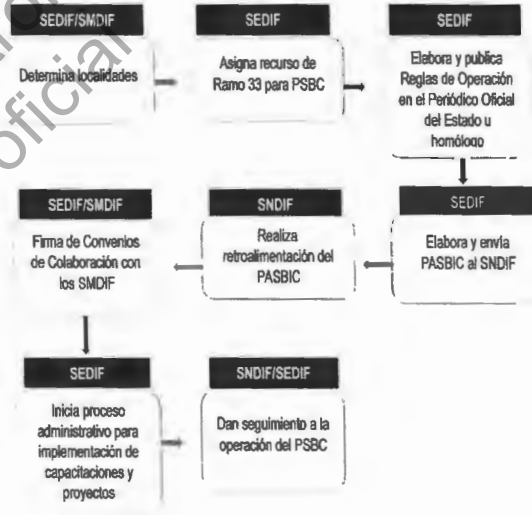 SEDIF/SMDIF
Determina localidades
SEDIF
Asigna recurso de
Ramo 33 para PSBC
SEDIF
Elabora y publica
Reglas de Operación
en el Periódico Oficial
del Estado u
homólogo
SEDIF
Elabora y envía
PASBIC al SNDIF
SNDIF
Realiza
retroalimentación del
PASBIC
SEDIF/SMDIF
Firma de Convenios
de Colaboración con
los SMDIF
SEDIF
Inicia proceso
administrativo para
implementación de
capacitaciones y
proyectos
SNDIF/SEDIF
Dan seguimiento a la
operación del PSBC
oficial